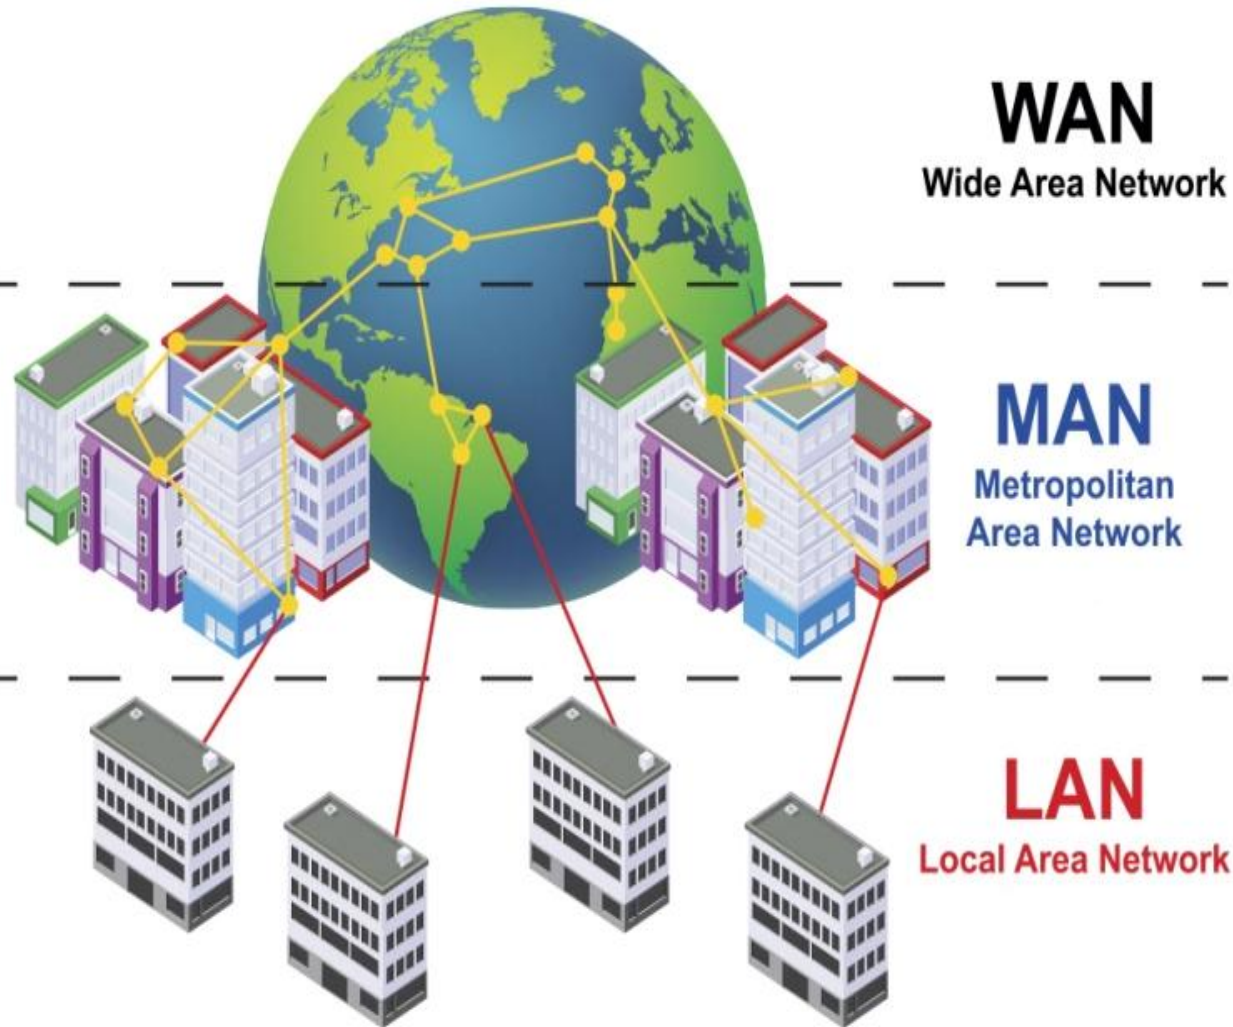 WAN
Wide Area Network
MAN
Metropolitan
Area Network
LAN
Local Area Network